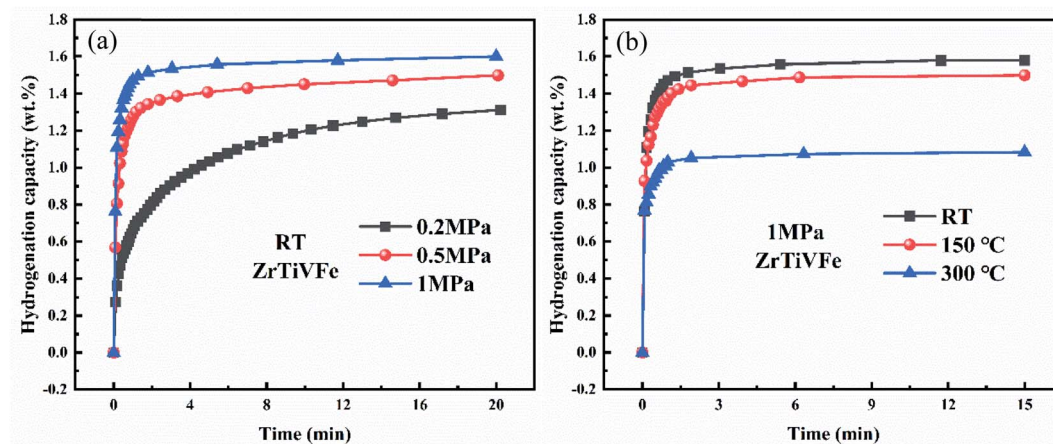 (a)
Hydrogenation capacity (wt.%)
1.8
1.6
1.4
1.2
1.0
0.8
0.6
0.4
0.2
0.0
-0.2
RT
ZrTiVFe
0.2MPa
0.5MPa
1MPa
0 4 8 12 16 20
Time (min)
(b)
Hydrogenation capacity (wt.%)
1.8
1.6
1.4
1.2
1.0
0.8
0.6
0.4
0.2
0.0
-0.2
1MPa
ZrTiVFe
RT
150 °C
300 °C
0 3 6 9 12 15
Time (min)